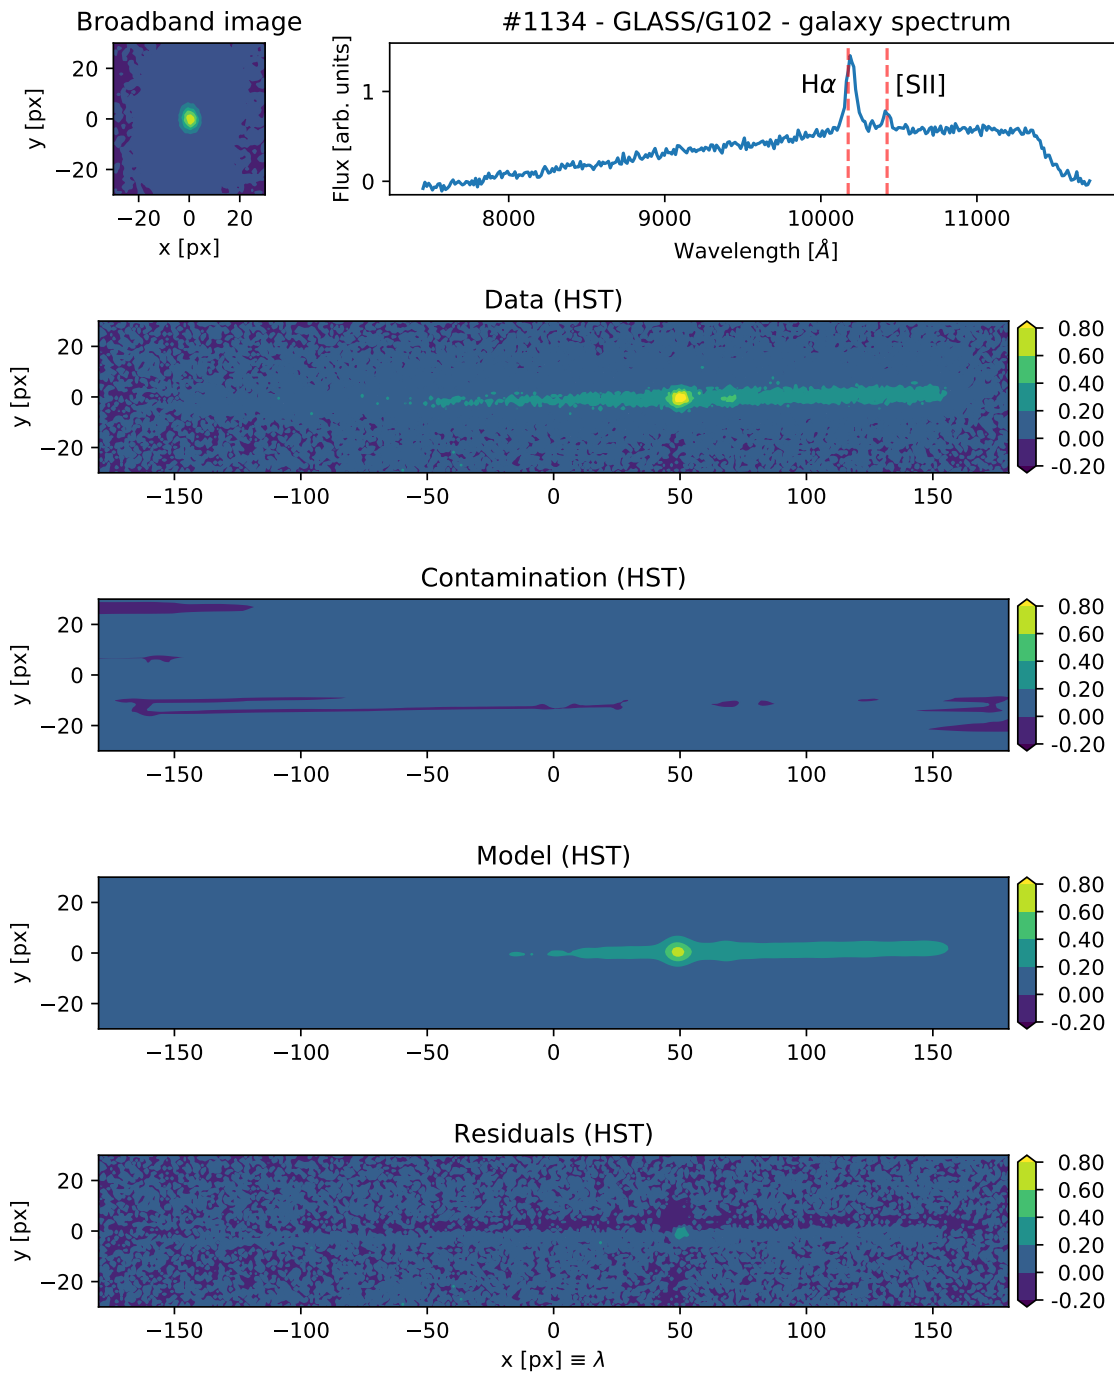 Broadband image
#1134 - GLASS/G102 - galaxy spectrum
20
0
−20
y [px]
−20 0 20
x [px]
1
0
Flux [arb. units]
Hα
[SII]
8000 9000 10000 11000
Wavelength [Å]
Data (HST)
20
0
−20
y [px]
−150 −100 −50 0 50 100 150
0.80
0.60
0.40
0.20
0.00
-0.20
Contamination (HST)
20
0
−20
y [px]
−150 −100 −50 0 50 100 150
0.80
0.60
0.40
0.20
0.00
-0.20
Model (HST)
20
0
−20
y [px]
−150 −100 −50 0 50 100 150
0.80
0.60
0.40
0.20
0.00
-0.20
Residuals (HST)
20
0
−20
y [px]
−150 −100 −50 0 50 100 150
x [px] ≡ λ
0.80
0.60
0.40
0.20
0.00
-0.20